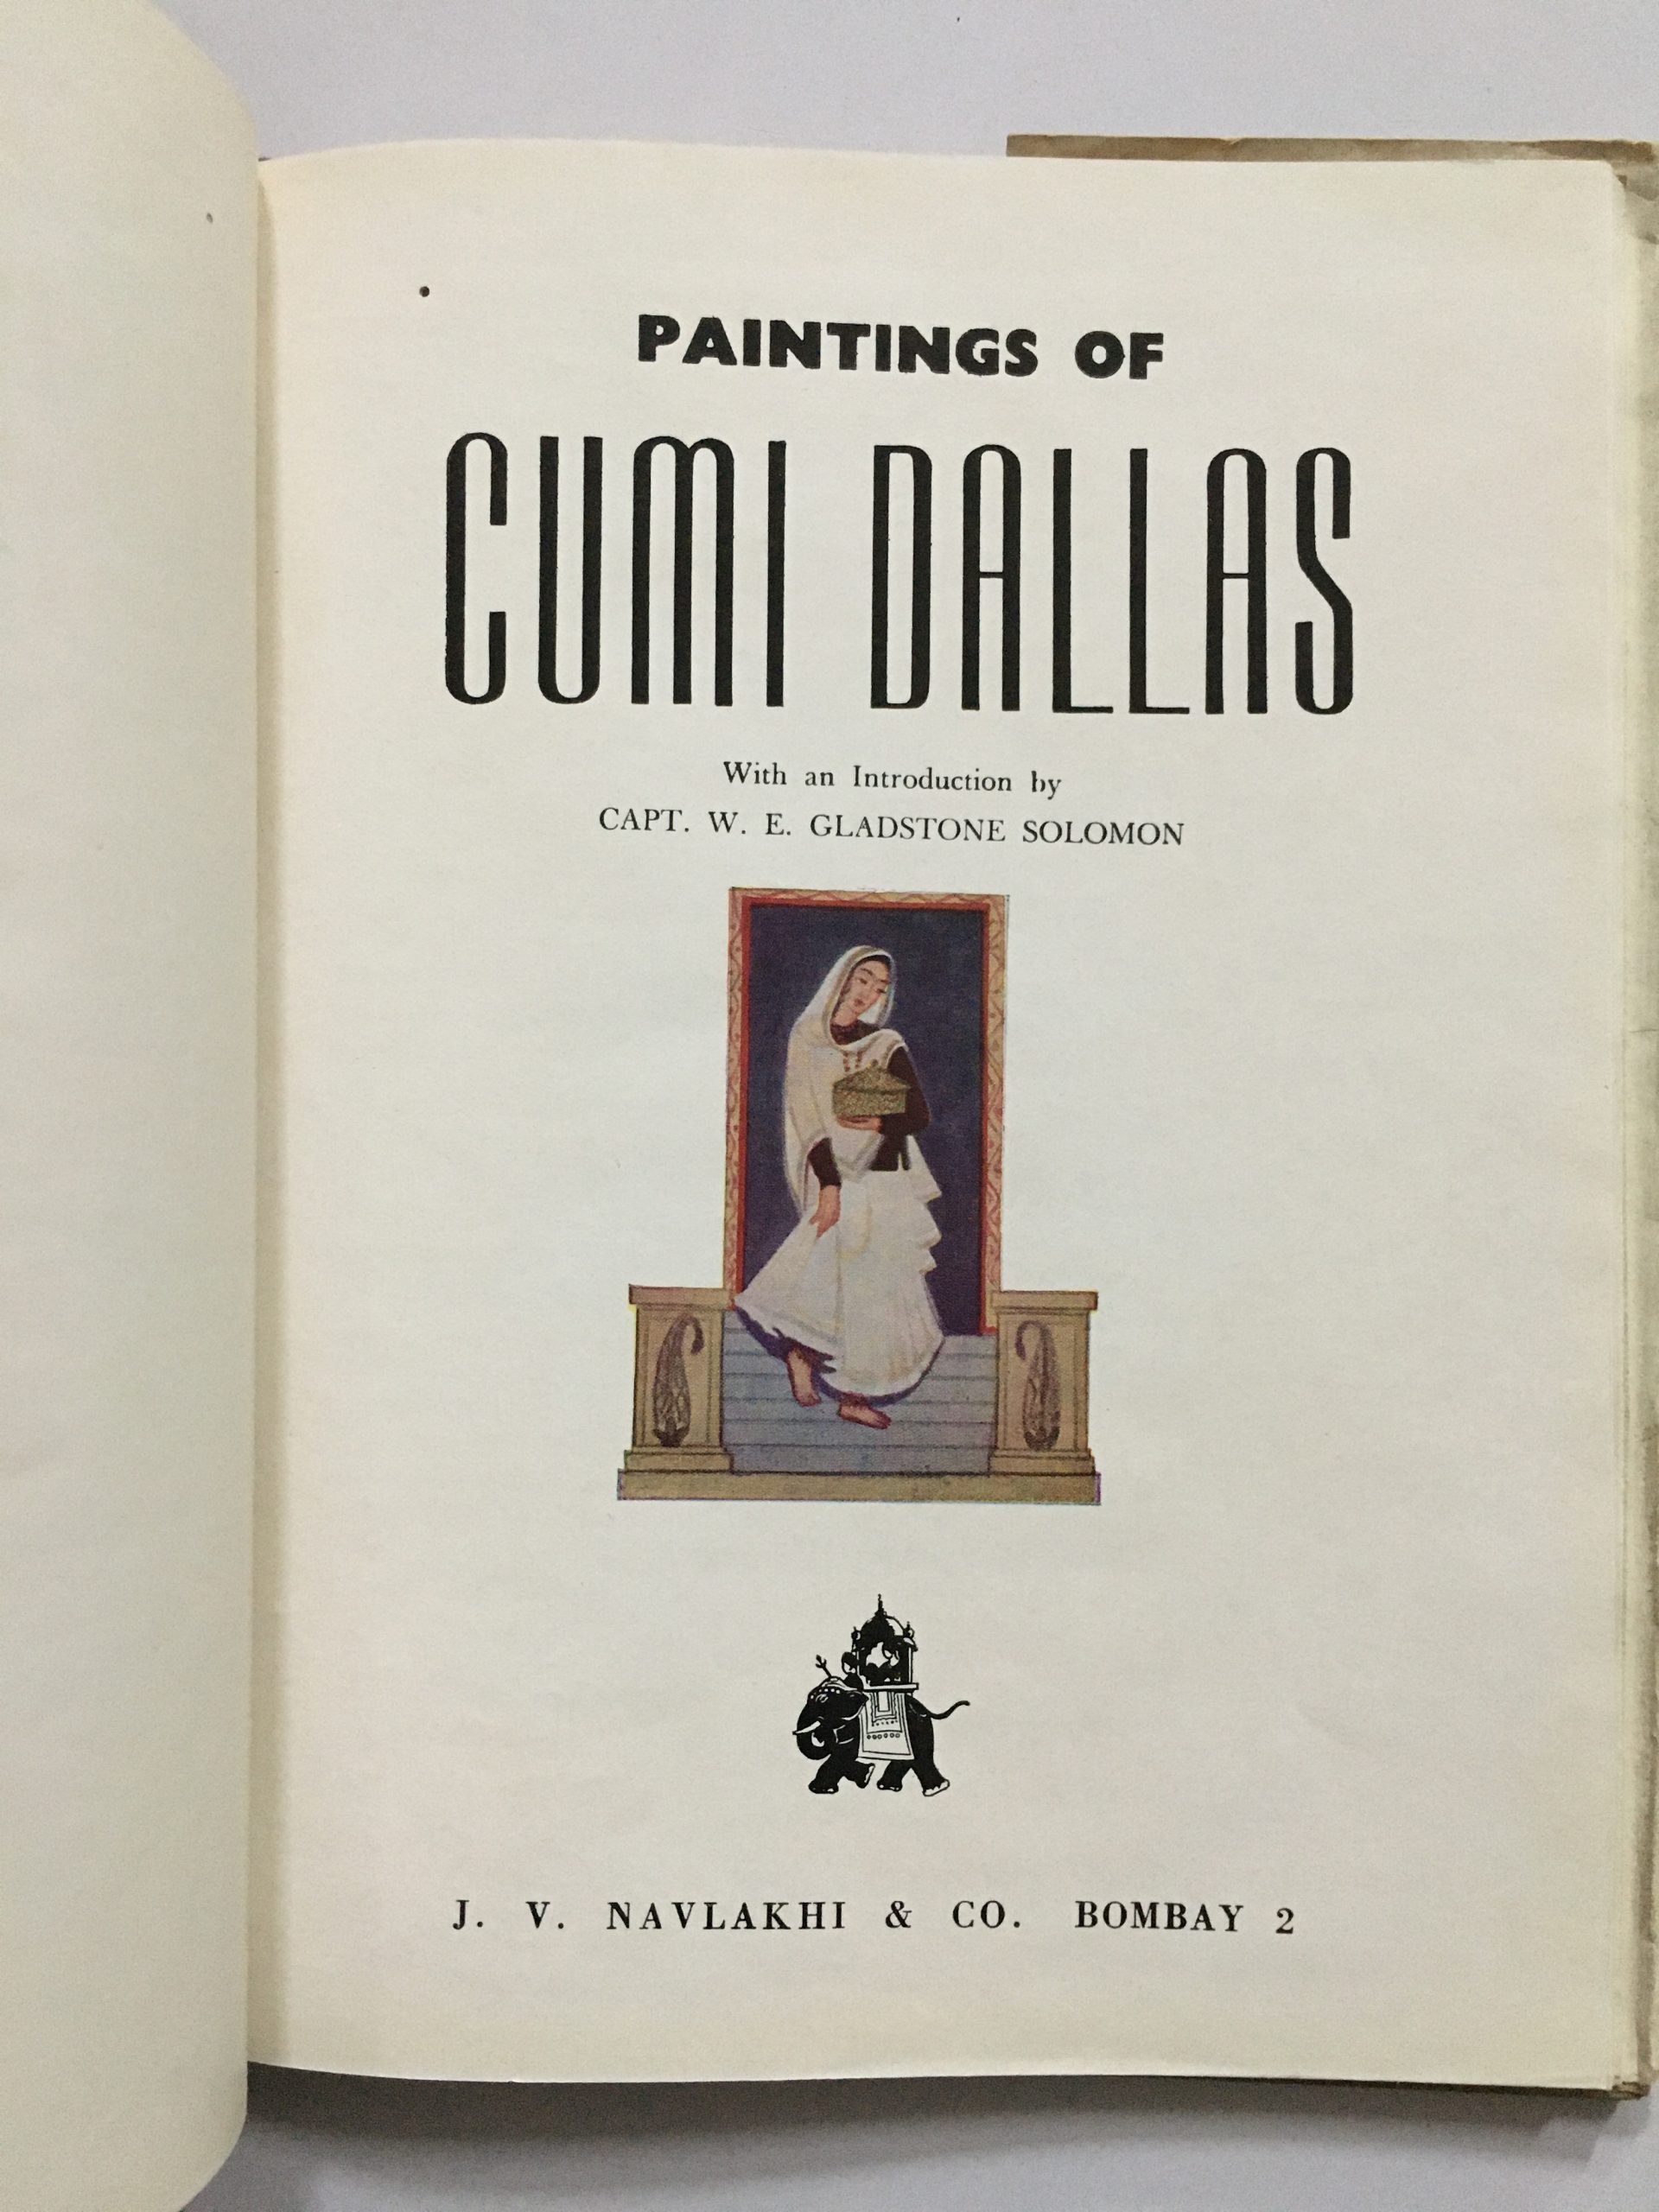 PAINTINGS OF
CUMI DALLAS
With an Introduction by
CAPT. W. E. GLADSTONE SOLOMON
J. V. NAVLAKHI & CO. BOMBAY 2